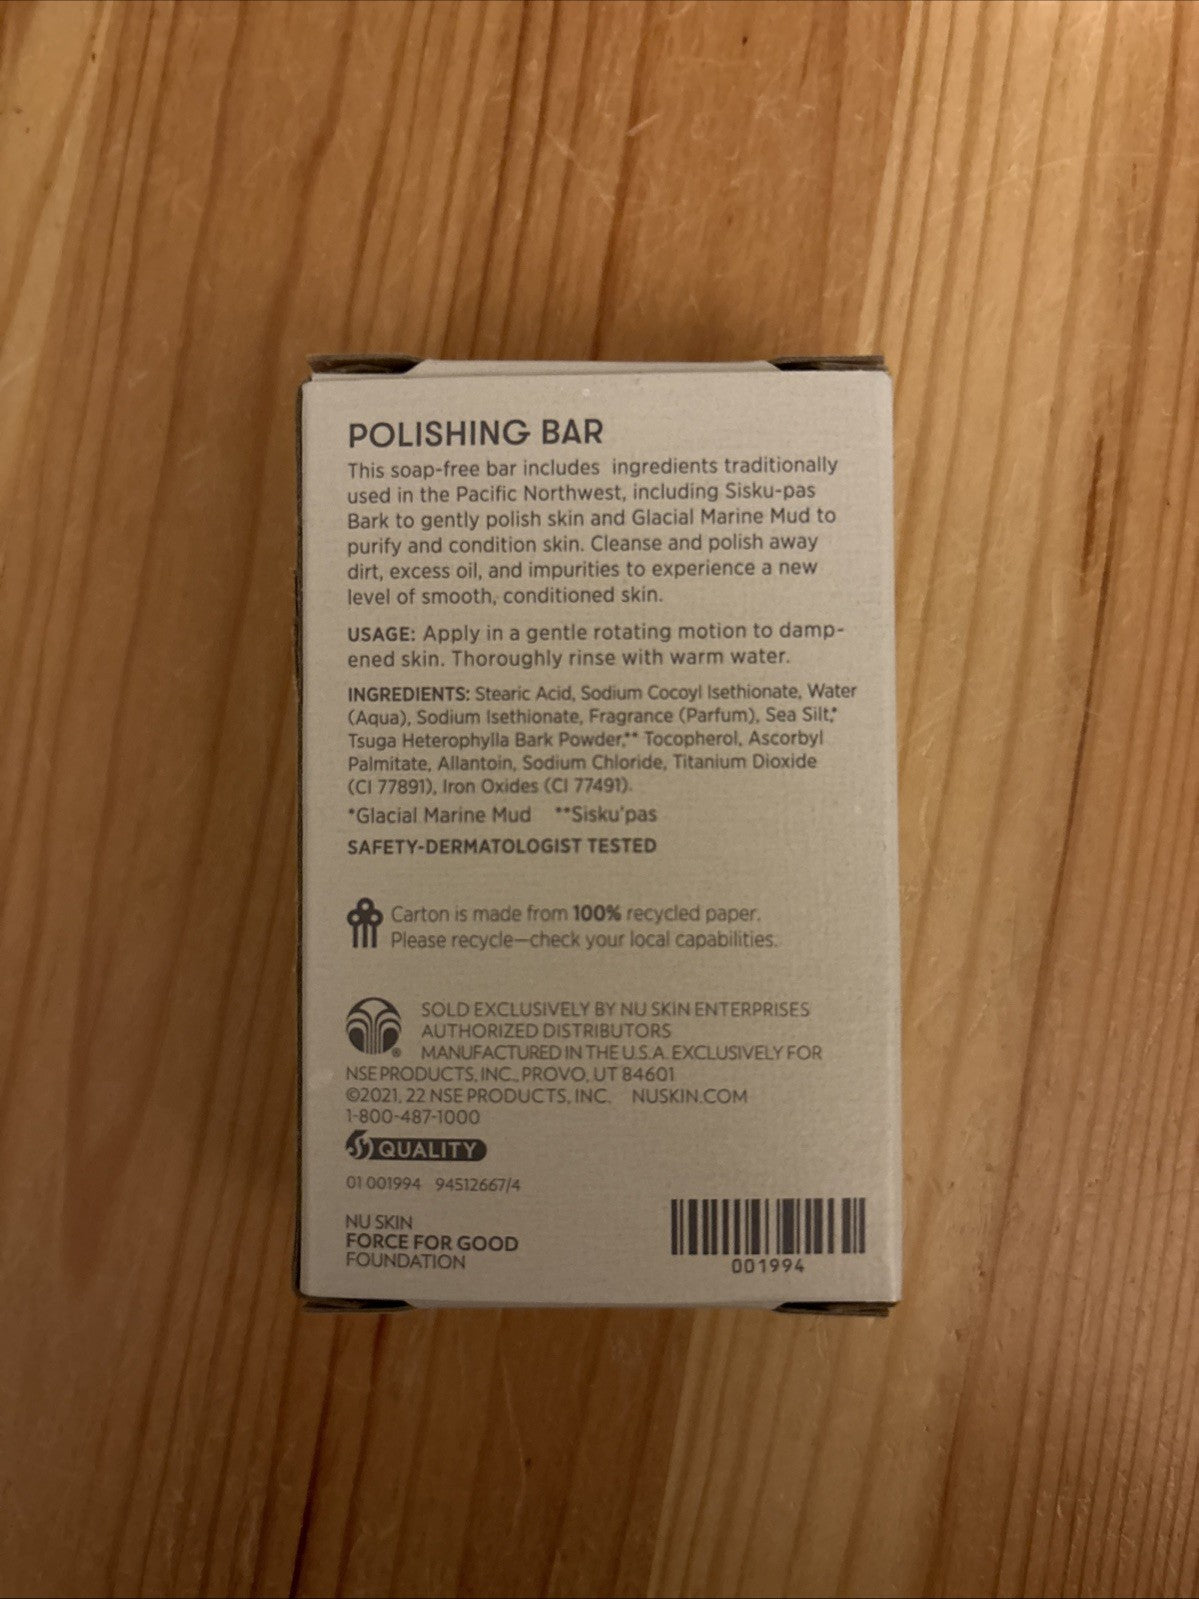 POLISHING BAR
This soap-free bar includes ingredients traditionally
used in the Pacific Northwest, including Sisku-pas
Bark to gently polish skin and Glacial Marine Mud to
purify and condition skin. Cleanse and polish away
dirt, excess oil, and impurities to experience a new
level of smooth, conditioned skin.
USAGE: Apply in a gentle rotating motion to damp-
ened skin. Thoroughly rinse with warm water.
INGREDIENTS: Stearic Acid, Sodium Cocoyl Isethionate, Water
(Aqua), Sodium Isethionate, Fragrance (Parfum), Sea Silt,*
Tsuga Heterophylla Bark Powder,** Tocopherol, Ascorbyl
Palmitate, Allantoin, Sodium Chloride, Titanium Dioxide
(CI 77891), Iron Oxides (CI 77491).
*Glacial Marine Mud **Sisku'pas
SAFETY-DERMATOLOGIST TESTED
Carton is made from 100% recycled paper.
Please recycle—check your local capabilities.
SOLD EXCLUSIVELY BY NU SKIN ENTERPRISES
AUTHORIZED DISTRIBUTORS
® MANUFACTURED IN THE U.S.A. EXCLUSIVELY FOR
NSE PRODUCTS, INC., PROVO, UT 84601
©2021, 22 NSE PRODUCTS, INC. NUSKIN.COM
1-800-487-1000
6S QUALITY
01 001994 94512667/4
NU SKIN
FORCE FOR GOOD
FOUNDATION
001994